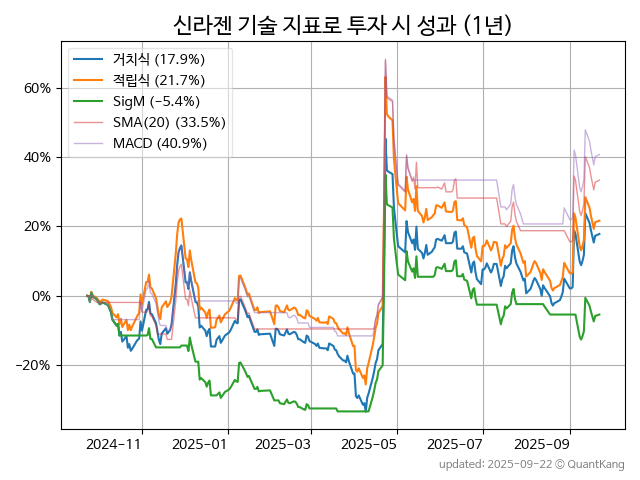 신라젠 기술 지표로 투자 시 성과 (1년)
거치식 (17.9%)
적립식 (21.7%)
SigM (−5.4%)
SMA(20) (33.5%)
MACD (40.9%)
60%
40%
20%
0%
−20%
2024-11
2025-01
2025-03
2025-05
2025-07
2025-09
updated: 2025-09-22 © QuantKang